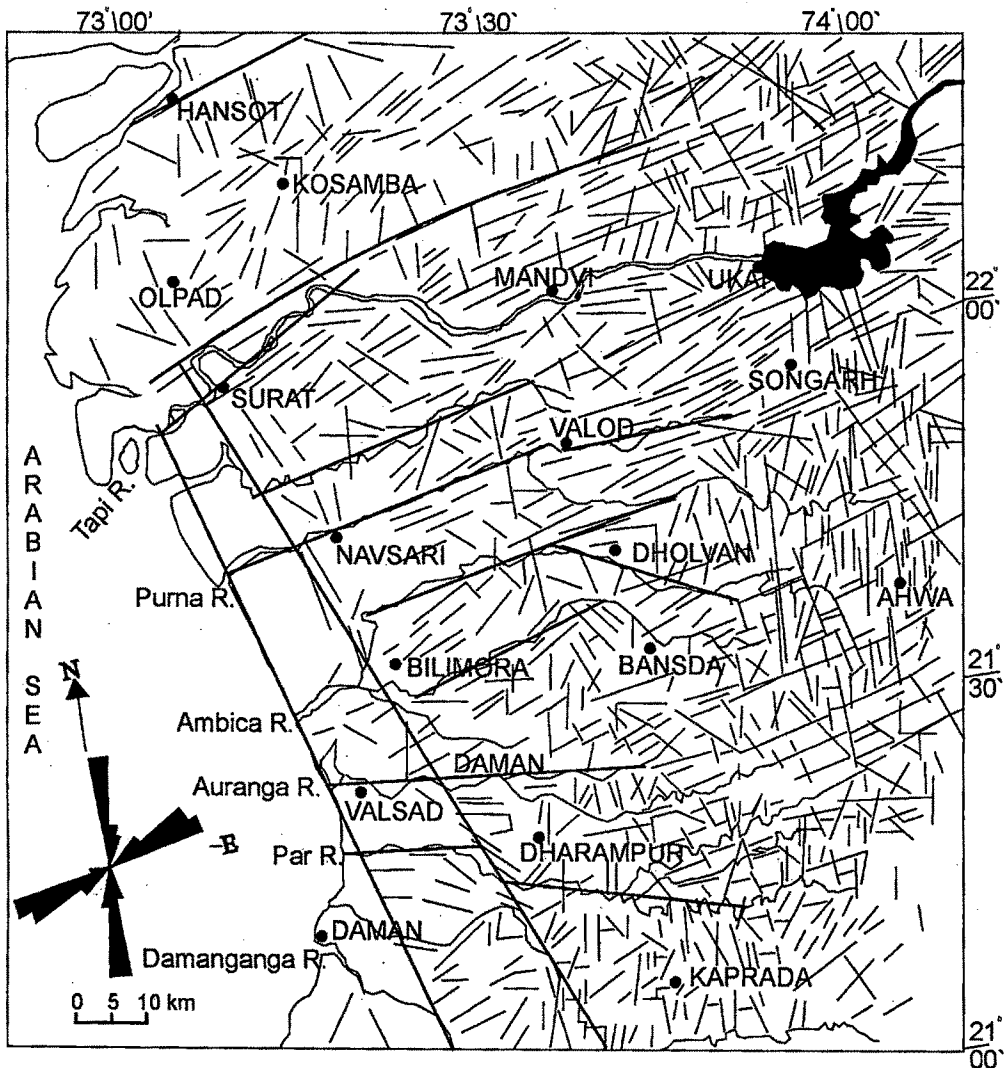 73°00' 73°30' 74°00'
HANSOT
KOSAMBA
MANDVI UKAI
OLPAD
22°
00'
SONGARH
SURAT
VALOD
ARABIAN SEA
Tapi R.
NAVSARI DHOLVAN
Purna R. AHWA
BILIMORA BANSDA
21°
30'
N
Ambica R.
DAMAN
Auranga R.
VALSAD
E
Par R. DHARAMPUR
DAMAN
Damanganga R.
KAPRADA
0 5 10 km
21°
00'